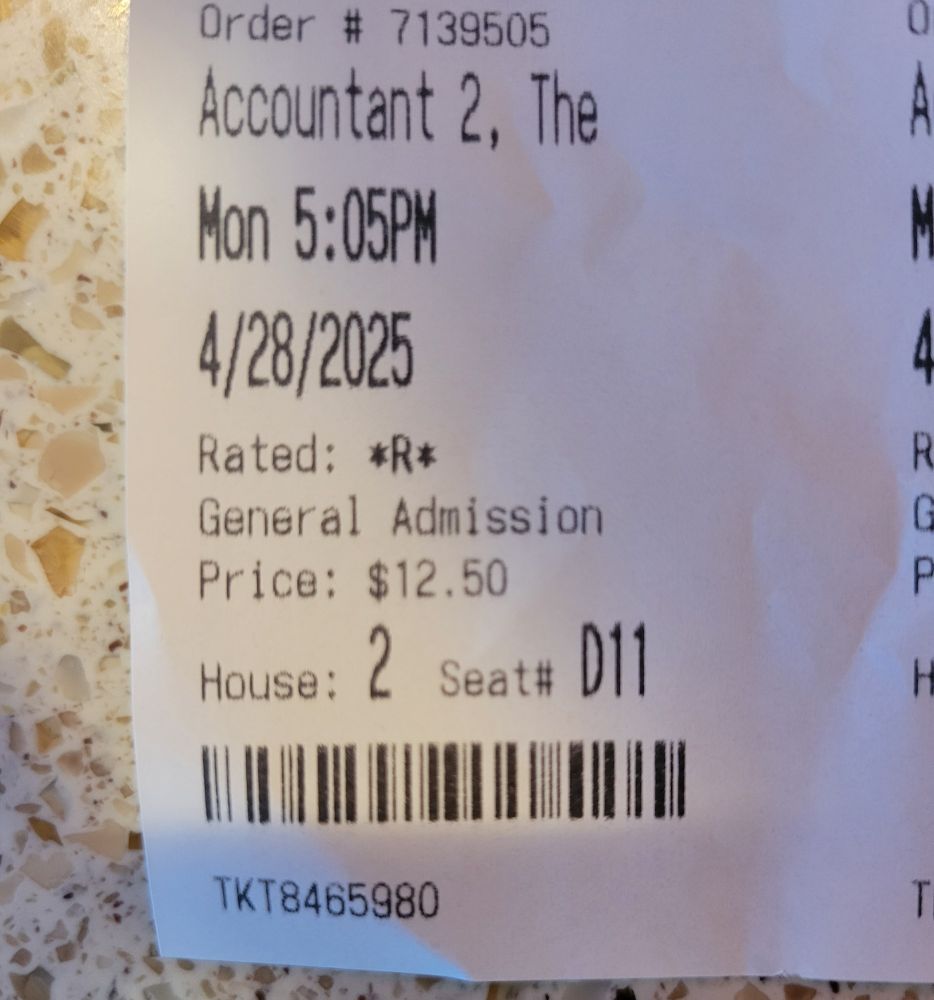 Order # 7139505
Accountant 2, The
Mon 5:05PM
4/28/2025
Rated: *R*
General Admission
Price: $12.50
House: 2 Seat# D11
TKT8465980